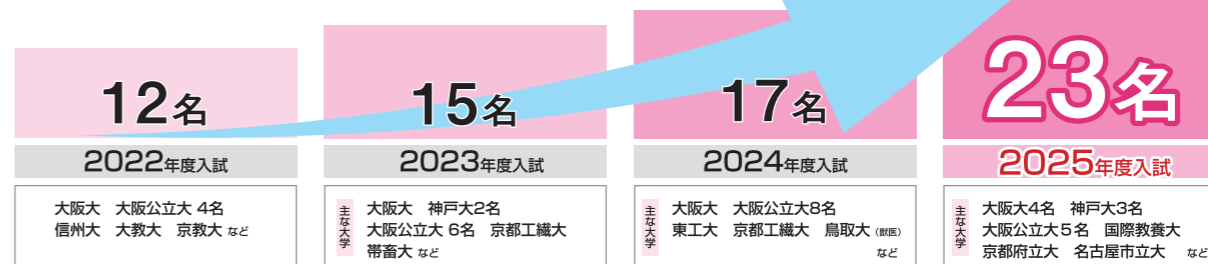 12名
2022年度入試
大阪大 大阪公立大 4名
信州大 大教大 京教大 など
15名
2023年度入試
主な大学
大阪大 神戸大2名
大阪公立大 6名 京都工繊大
帯畜大 など
17名
2024年度入試
主な大学
大阪大 大阪公立大8名
東工大 京都工繊大 鳥取大(獣医)
など
23名
2025年度入試
主な大学
大阪大4名 神戸大3名
大阪公立大5名 国際教養大
京都府立大 名古屋市立大 など